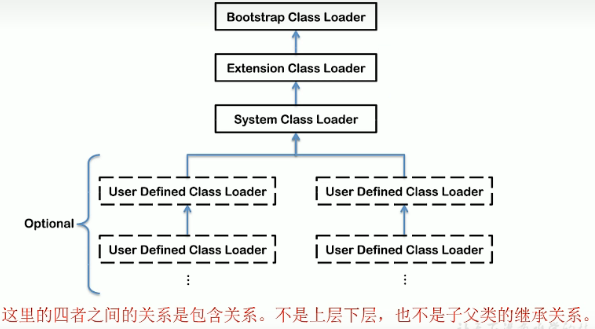 Bootstrap Class Loader
Extension Class Loader
System Class Loader
User Defined Class Loader
User Defined Class Loader
Optional
User Defined Class Loader
User Defined Class Loader
⋮
⋮
这里的四者之间的关系是包含关系。不是上层下层，也不是子父类的继承关系。